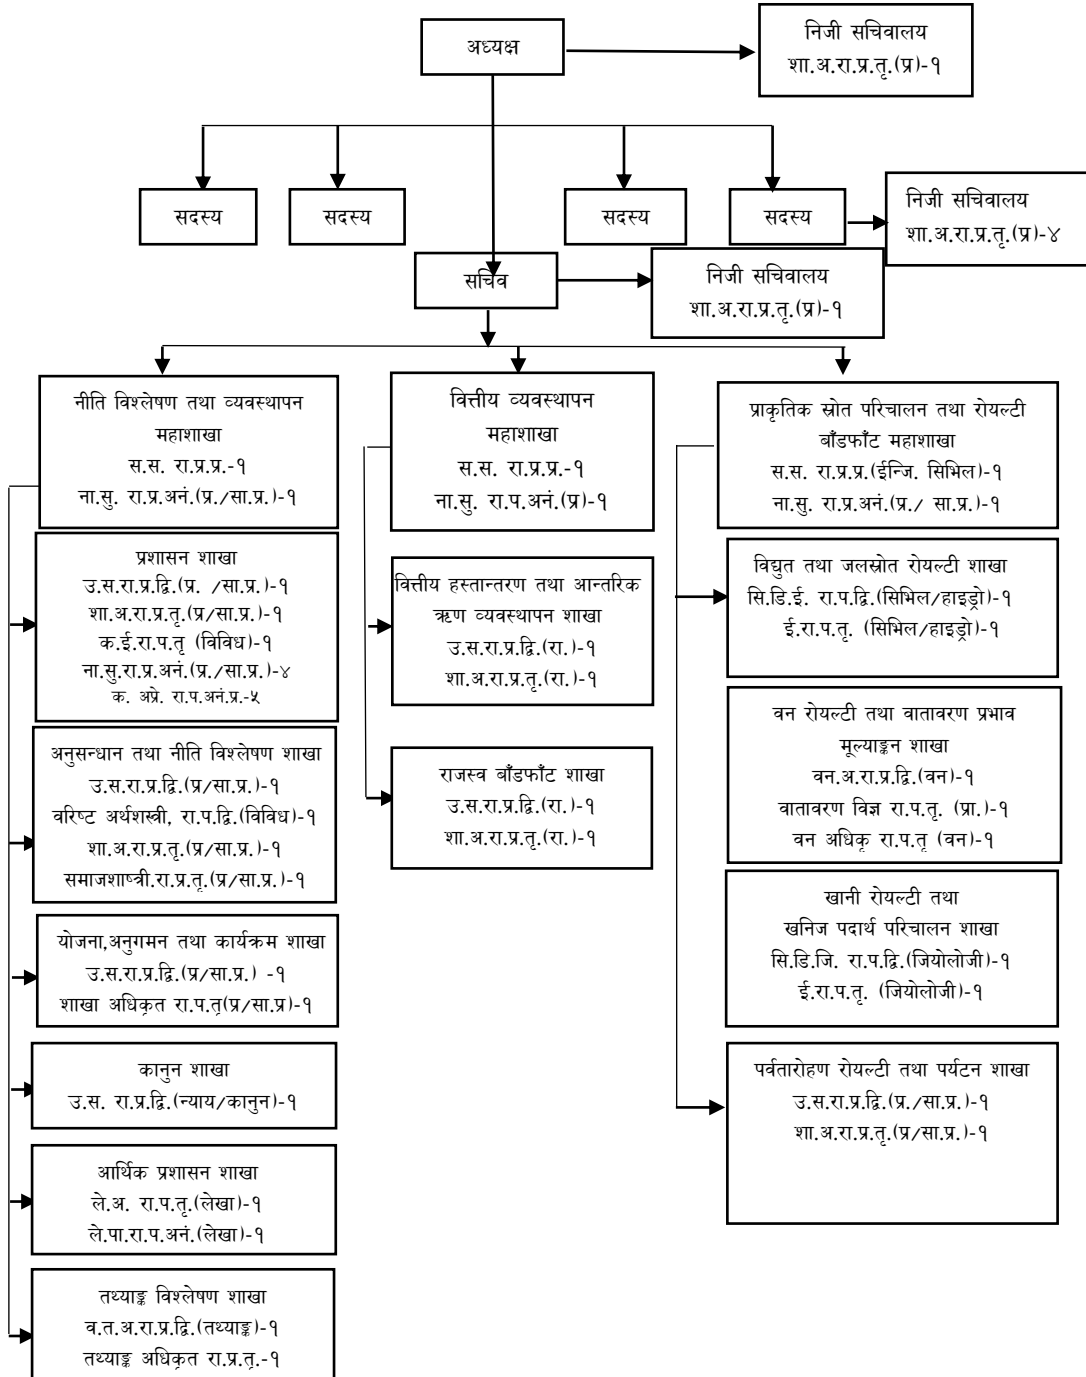 अध्यक्ष
निजी सचिवालय
शा.अ.रा.प्र.तृ.(प्र)-१
सदस्य
सदस्य
सदस्य
सदस्य
निजी सचिवालय
शा.अ.रा.प्र.तृ.(प्र)-४
सचिव
निजी सचिवालय
शा.अ.रा.प्र.तृ.(प्र)-१
नीति विश्लेषण तथा व्यवस्थापन
महाशाखा
स.स. रा.प्र.प्र.-१
ना.सु. रा.प्र.अनं.(प्र./सा.प्र.)-१
प्रशासन शाखा
उ.स.रा.प्र.द्वि.(प्र. /सा.प्र.)-१
शा.अ.रा.प्र.तृ.(प्र/सा.प्र.)-१
क.ई.रा.प.तृ (विविध)-१
ना.सु.रा.प्र.अनं.(प्र./सा.प्र.)-४
क. अप्रे. रा.प.अनं.प्र.-५
अनुसन्धान तथा नीति विश्लेषण शाखा
उ.स.रा.प्र.द्वि.(प्र/सा.प्र.)-१
वरिष्ट अर्थशस्त्री, रा.प.द्वि.(विविध)-१
शा.अ.रा.प्र.तृ.(प्र/सा.प्र.)-१
समाजशाष्त्री.रा.प्र.तृ.(प्र/सा.प्र.)-१
योजना,अनुगमन तथा कार्यक्रम शाखा
उ.स.रा.प्र.द्वि.(प्र/सा.प्र.) -१
शाखा अधिकृत रा.प.तृ(प्र/सा.प्र)-१
कानुन शाखा
उ.स. रा.प्र.द्वि.(न्याय/कानुन)-१
आर्थिक प्रशासन शाखा
ले.अ. रा.प.तृ.(लेखा)-१
ले.पा.रा.प.अनं.(लेखा)-१
तथ्याङ्क विश्लेषण शाखा
व.त.अ.रा.प्र.द्वि.(तथ्याङ्क)-१
तथ्याङ्क अधिकृत रा.प्र.तृ.-१
वित्तीय व्यवस्थापन
महाशाखा
स.स. रा.प्र.प्र.-१
ना.सु. रा.प.अनं.(प्र)-१
वित्तीय हस्तान्तरण तथा आन्तरिक
ऋण व्यवस्थापन शाखा
उ.स.रा.प्र.द्वि.(रा.)-१
शा.अ.रा.प्र.तृ.(रा.)-१
राजस्व बाँडफाँट शाखा
उ.स.रा.प्र.द्वि.(रा.)-१
शा.अ.रा.प्र.तृ.(रा.)-१
प्राकृतिक स्रोत परिचालन तथा रोयल्टी
बाँडफाँट महाशाखा
स.स. रा.प्र.प्र.(ईन्जि. सिभिल)-१
ना.सु. रा.प्र.अनं.(प्र./ सा.प्र.)-१
विद्युत तथा जलस्रोत रोयल्टी शाखा
सि.डि.ई. रा.प.द्वि.(सिभिल/हाइड्रो)-१
ई.रा.प.तृ. (सिभिल/हाइड्रो)-१
वन रोयल्टी तथा वातावरण प्रभाव
मूल्याङ्कन शाखा
वन.अ.रा.प्र.द्वि.(वन)-१
वातावरण विज्ञ रा.प.तृ. (प्रा.)-१
वन अधिकृ रा.प.तृ (वन)-१
खानी रोयल्टी तथा
खनिज पदार्थ परिचालन शाखा
सि.डि.जि. रा.प.द्वि.(जियोलोजी)-१
ई.रा.प.तृ. (जियोलोजी)-१
पर्वतारोहण रोयल्टी तथा पर्यटन शाखा
उ.स.रा.प्र.द्वि.(प्र./सा.प्र.)-१
शा.अ.रा.प्र.तृ.(प्र/सा.प्र.)-१